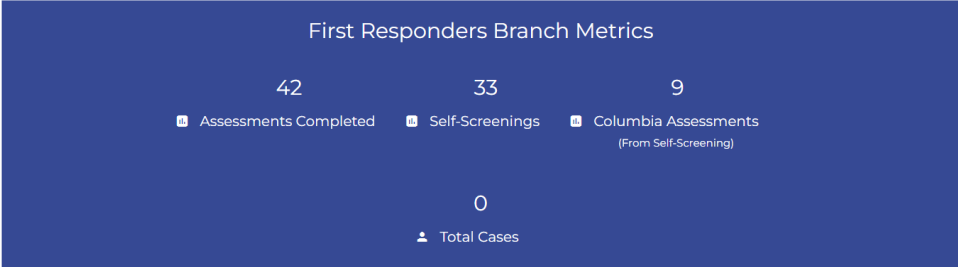 First Responders Branch Metrics
42 33 9
Assessments Completed Self-Screenings Columbia Assessments
(From Self-Screening)
0
Total Cases